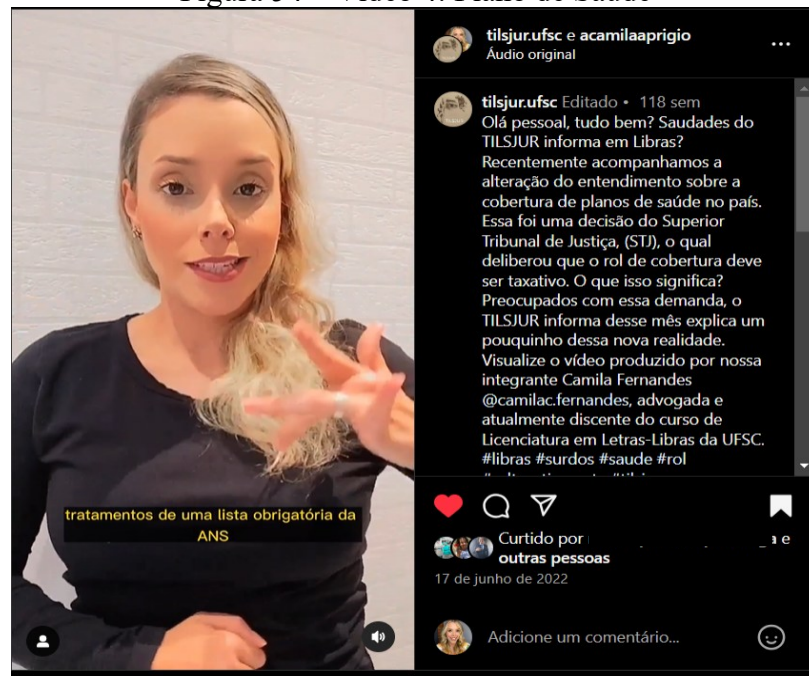 tratamentos de uma lista obrigatória da
ANS
tilsjur.ufsc e acamilaaprigio
Áudio original
tilsjur.ufsc Editado • 118 sem
Olá pessoal, tudo bem? Saudades do
TILSJUR informa em Libras?
Recentemente acompanhamos a
alteração do entendimento sobre a
cobertura de planos de saúde no país.
Essa foi uma decisão do Superior
Tribunal de Justiça, (STJ), o qual
deliberou que o rol de cobertura deve
ser taxativo. O que isso significa?
Preocupados com essa demanda, o
TILSJUR informa desse mês explica um
pouquinho dessa nova realidade.
Visualize o vídeo produzido por nossa
integrante Camila Fernandes
@camilac.fernandes, advogada e
atualmente discente do curso de
Licenciatura em Letras-Libras da UFSC.
#libras #surdos #saude #rol
Curtido por
e
outras pessoas
17 de junho de 2022
Adicione um comentário...